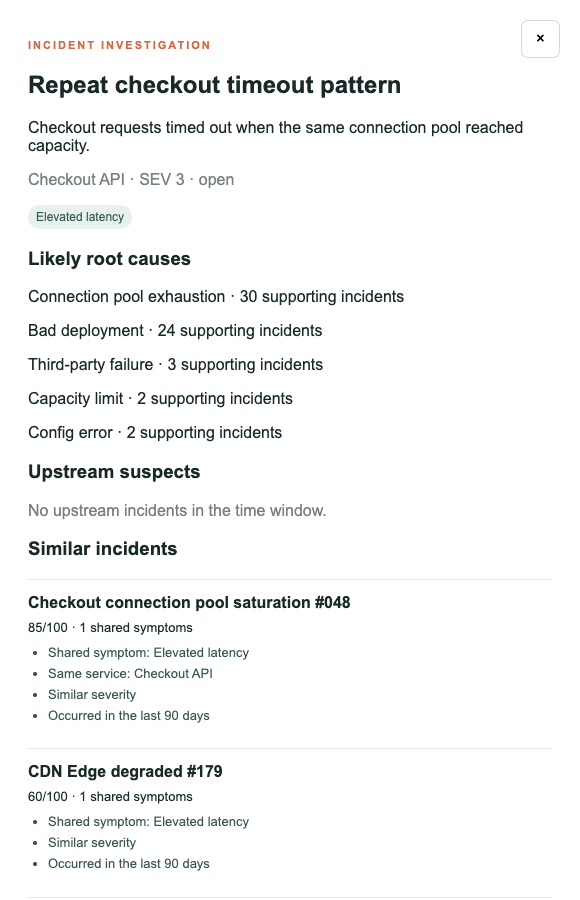 INCIDENT INVESTIGATION
×
Repeat checkout timeout pattern
Checkout requests timed out when the same connection pool reached
capacity.
Checkout API · SEV 3 · open
Elevated latency
Likely root causes
Connection pool exhaustion · 30 supporting incidents
Bad deployment · 24 supporting incidents
Third-party failure · 3 supporting incidents
Capacity limit · 2 supporting incidents
Config error · 2 supporting incidents
Upstream suspects
No upstream incidents in the time window.
Similar incidents
Checkout connection pool saturation #048
85/100 · 1 shared symptoms
• Shared symptom: Elevated latency
• Same service: Checkout API
• Similar severity
• Occurred in the last 90 days
CDN Edge degraded #179
60/100 · 1 shared symptoms
• Shared symptom: Elevated latency
• Similar severity
• Occurred in the last 90 days